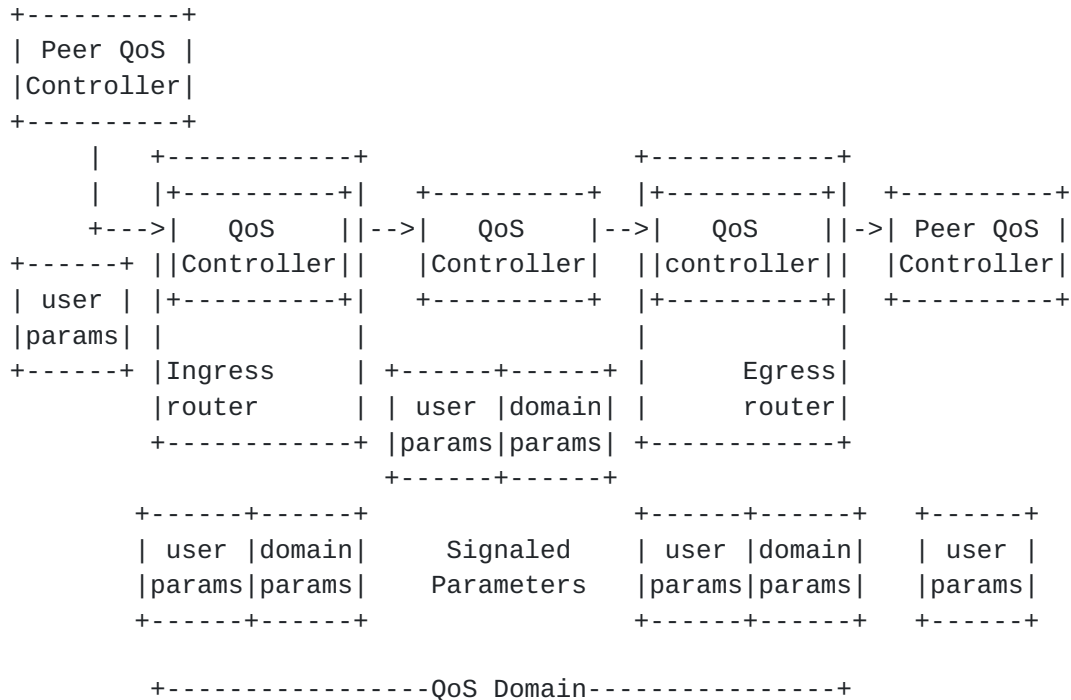 +----------+
| Peer QoS |
|Controller|
+----------+
     |   +------------+                 +------------+
     |   |+----------+|   +----------+  |+----------+|  +----------+
     +--->|   QoS    ||-->|   QoS    |-->|   QoS    ||->| Peer QoS |
+------+ ||Controller||   |Controller|  ||controller||  |Controller|
| user | |+----------+|   +----------+  |+----------+|  +----------+
|params| |            |                 |            |
+------+ |Ingress     | +------+------+ |      Egress|
         |router      | | user |domain| |      router|
         +------------+ |params|params| +------------+
                        +------+------+
        +------+------+                 +------+------+   +------+
        | user |domain|     Signaled    | user |domain|   | user |
        |params|params|    Parameters   |params|params|   |params|
        +------+------+                 +------+------+   +------+
         +-----------------QoS Domain----------------+